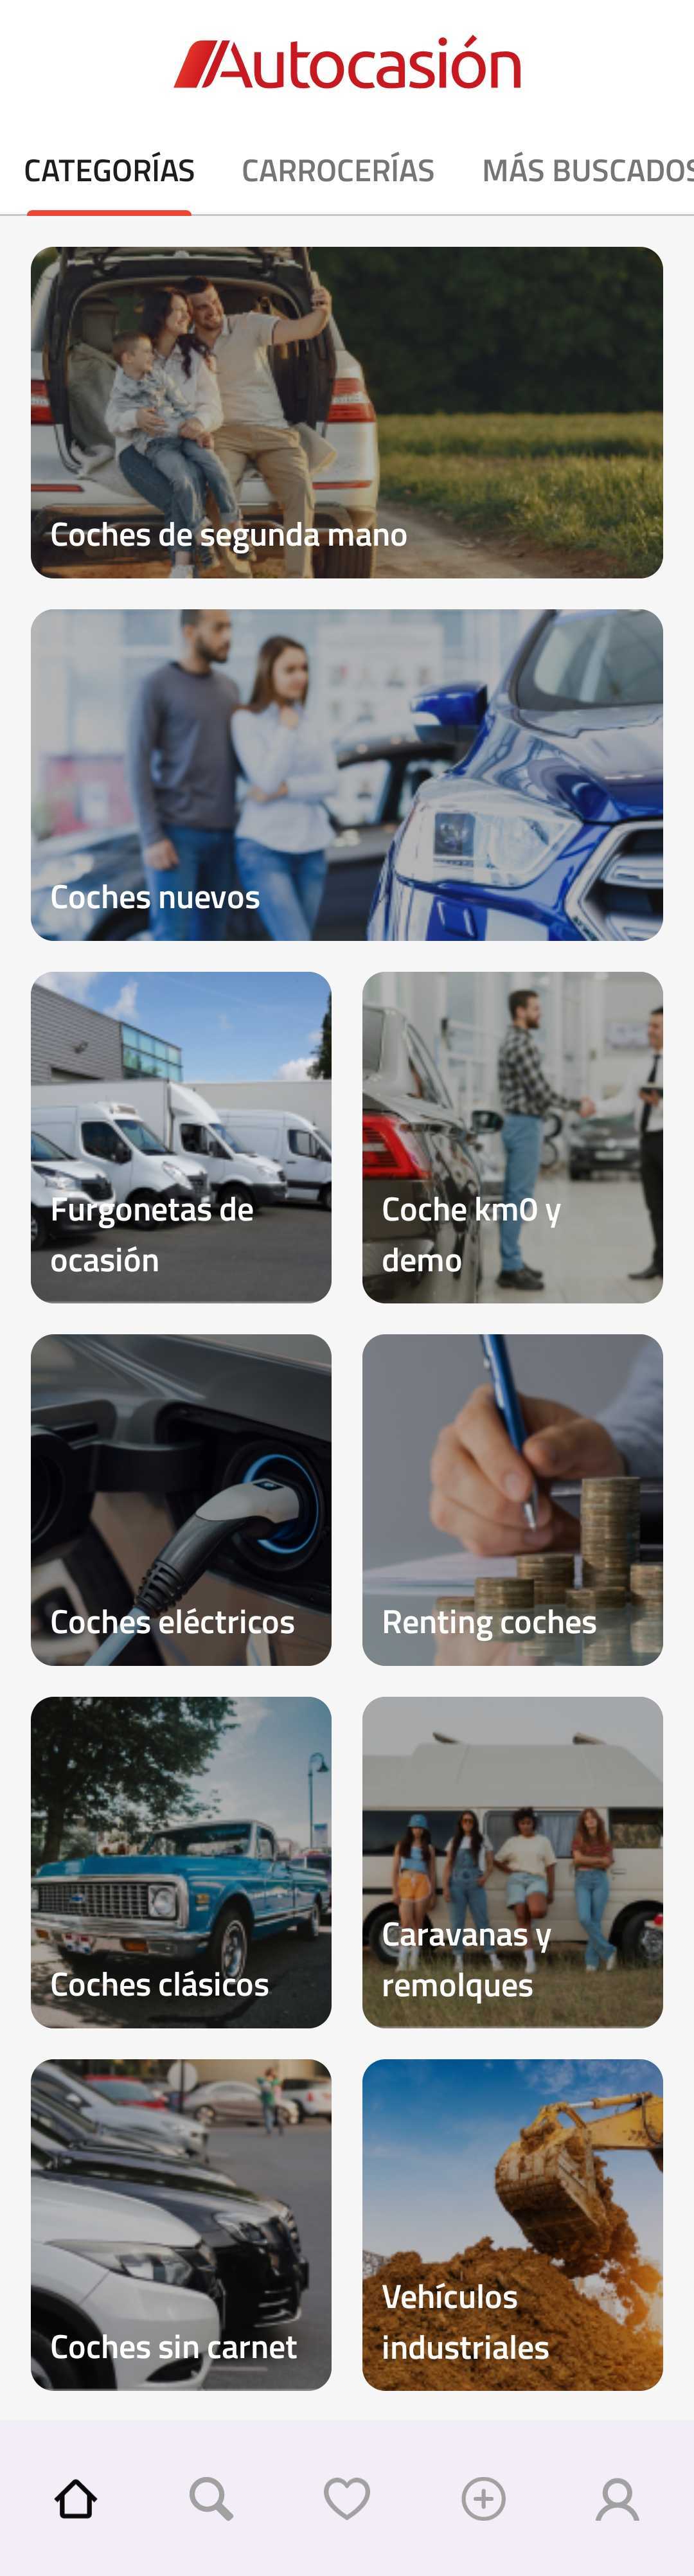 Autocasión
CATEGORÍAS CARROCERÍAS MÁS BUSCADOS
Coches de segunda mano
Coches nuevos
Furgonetas de
ocasión
Coche km0 y
demo
Coches eléctricos
Renting coches
Coches clásicos
Caravanas y
remolques
Coches sin carnet
Vehículos
industriales